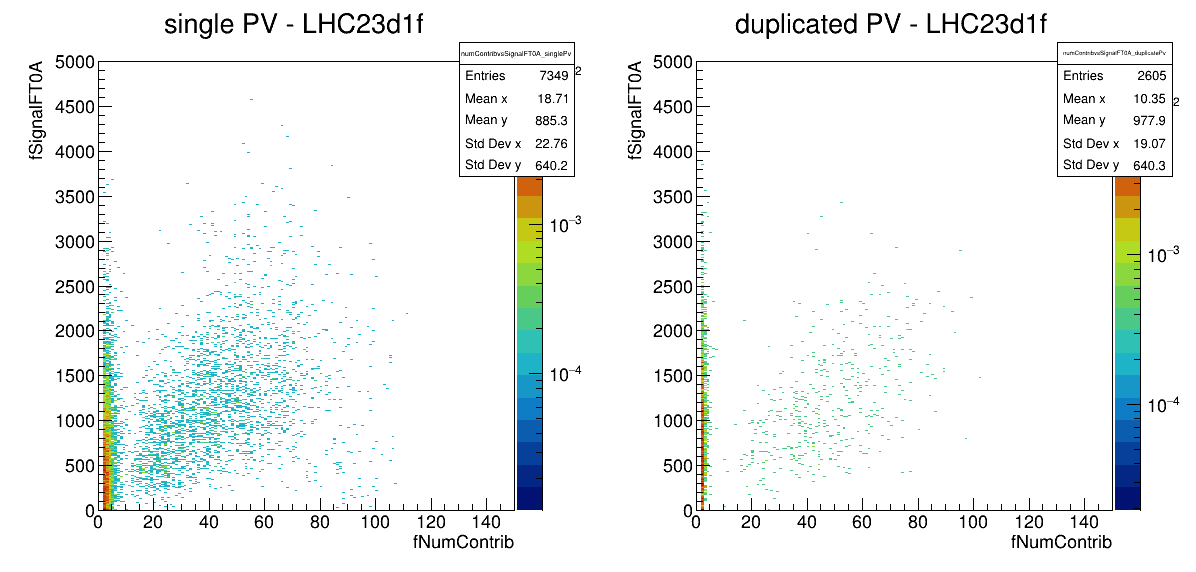 single PV - LHC23d1f
numContribvsSignalFT0A_singlePv
Entries 7349
Mean x 18.71
Mean y 885.3
Std Dev x 22.76
Std Dev y 640.2
fSignalFT0A
5000
4500
4000
3500
3000
2500
2000
1500
1000
500
0
0 20 40 60 80 100 120 140
fNumContrib
2
10−3
10−4
duplicated PV - LHC23d1f
numContribvsSignalFT0A_duplicatePv
Entries 2605
Mean x 10.35
Mean y 977.9
Std Dev x 19.07
Std Dev y 640.3
fSignalFT0A
5000
4500
4000
3500
3000
2500
2000
1500
1000
500
0
0 20 40 60 80 100 120 140
fNumContrib
2
10−3
10−4